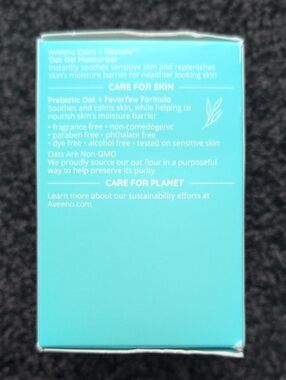 Aveeno Calm + Restore™
Oat Gel Moisturizer
Instantly soothes sensitive skin and replenishes
skin's moisture barrier for healthier looking skin
CARE FOR SKIN
Prebiotic Oat + Feverfew Formula
Soothes and calms skin, while helping to
nourish skin's moisture barrier
• fragrance free • non-comedogenic
• paraben free • phthalate free
• dye free • alcohol free • tested on sensitive skin
Oats Are Non-GMO
We proudly source our oat flour in a purposeful
way to help preserve its purity
CARE FOR PLANET
Learn more about our sustainability efforts at
Aveeno.com